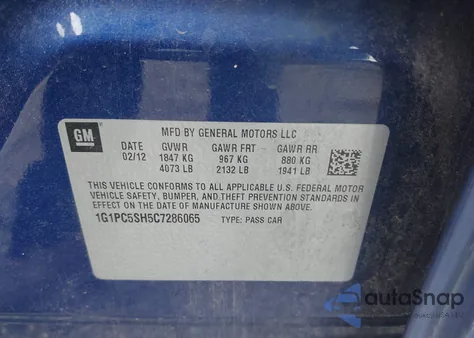 GM
MFD BY GENERAL MOTORS LLC
DATE GVWR GAWR FRT GAWR RR
02/12 1847 KG 967 KG 880 KG
4073 LB 2132 LB 1941 LB
THIS VEHICLE CONFORMS TO ALL APPLICABLE U.S. FEDERAL MOTOR
VEHICLE SAFETY, BUMPER, AND THEFT PREVENTION STANDARDS
IN EFFECT ON THE DATE OF MANUFACTURE SHOWN ABOVE.
1G1PC5SH5C7286065 TYPE: PASS CAR
autoSnap